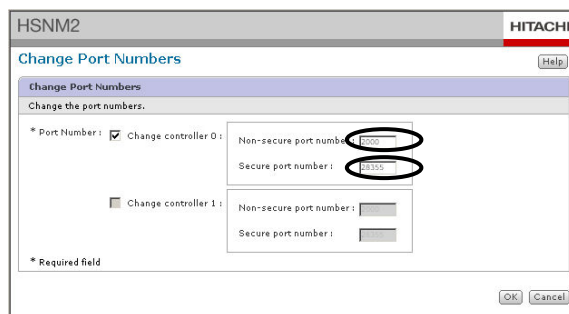 HSNM2
HITACHI
Change Port Numbers
Help
Change Port Numbers
Change the port numbers.
* Port Number : Change controller 0 :
Non-secure port number : 2000
Secure port number : 28355
Change controller 1 :
Non-secure port number :
Secure port number :
* Required field
OK Cancel